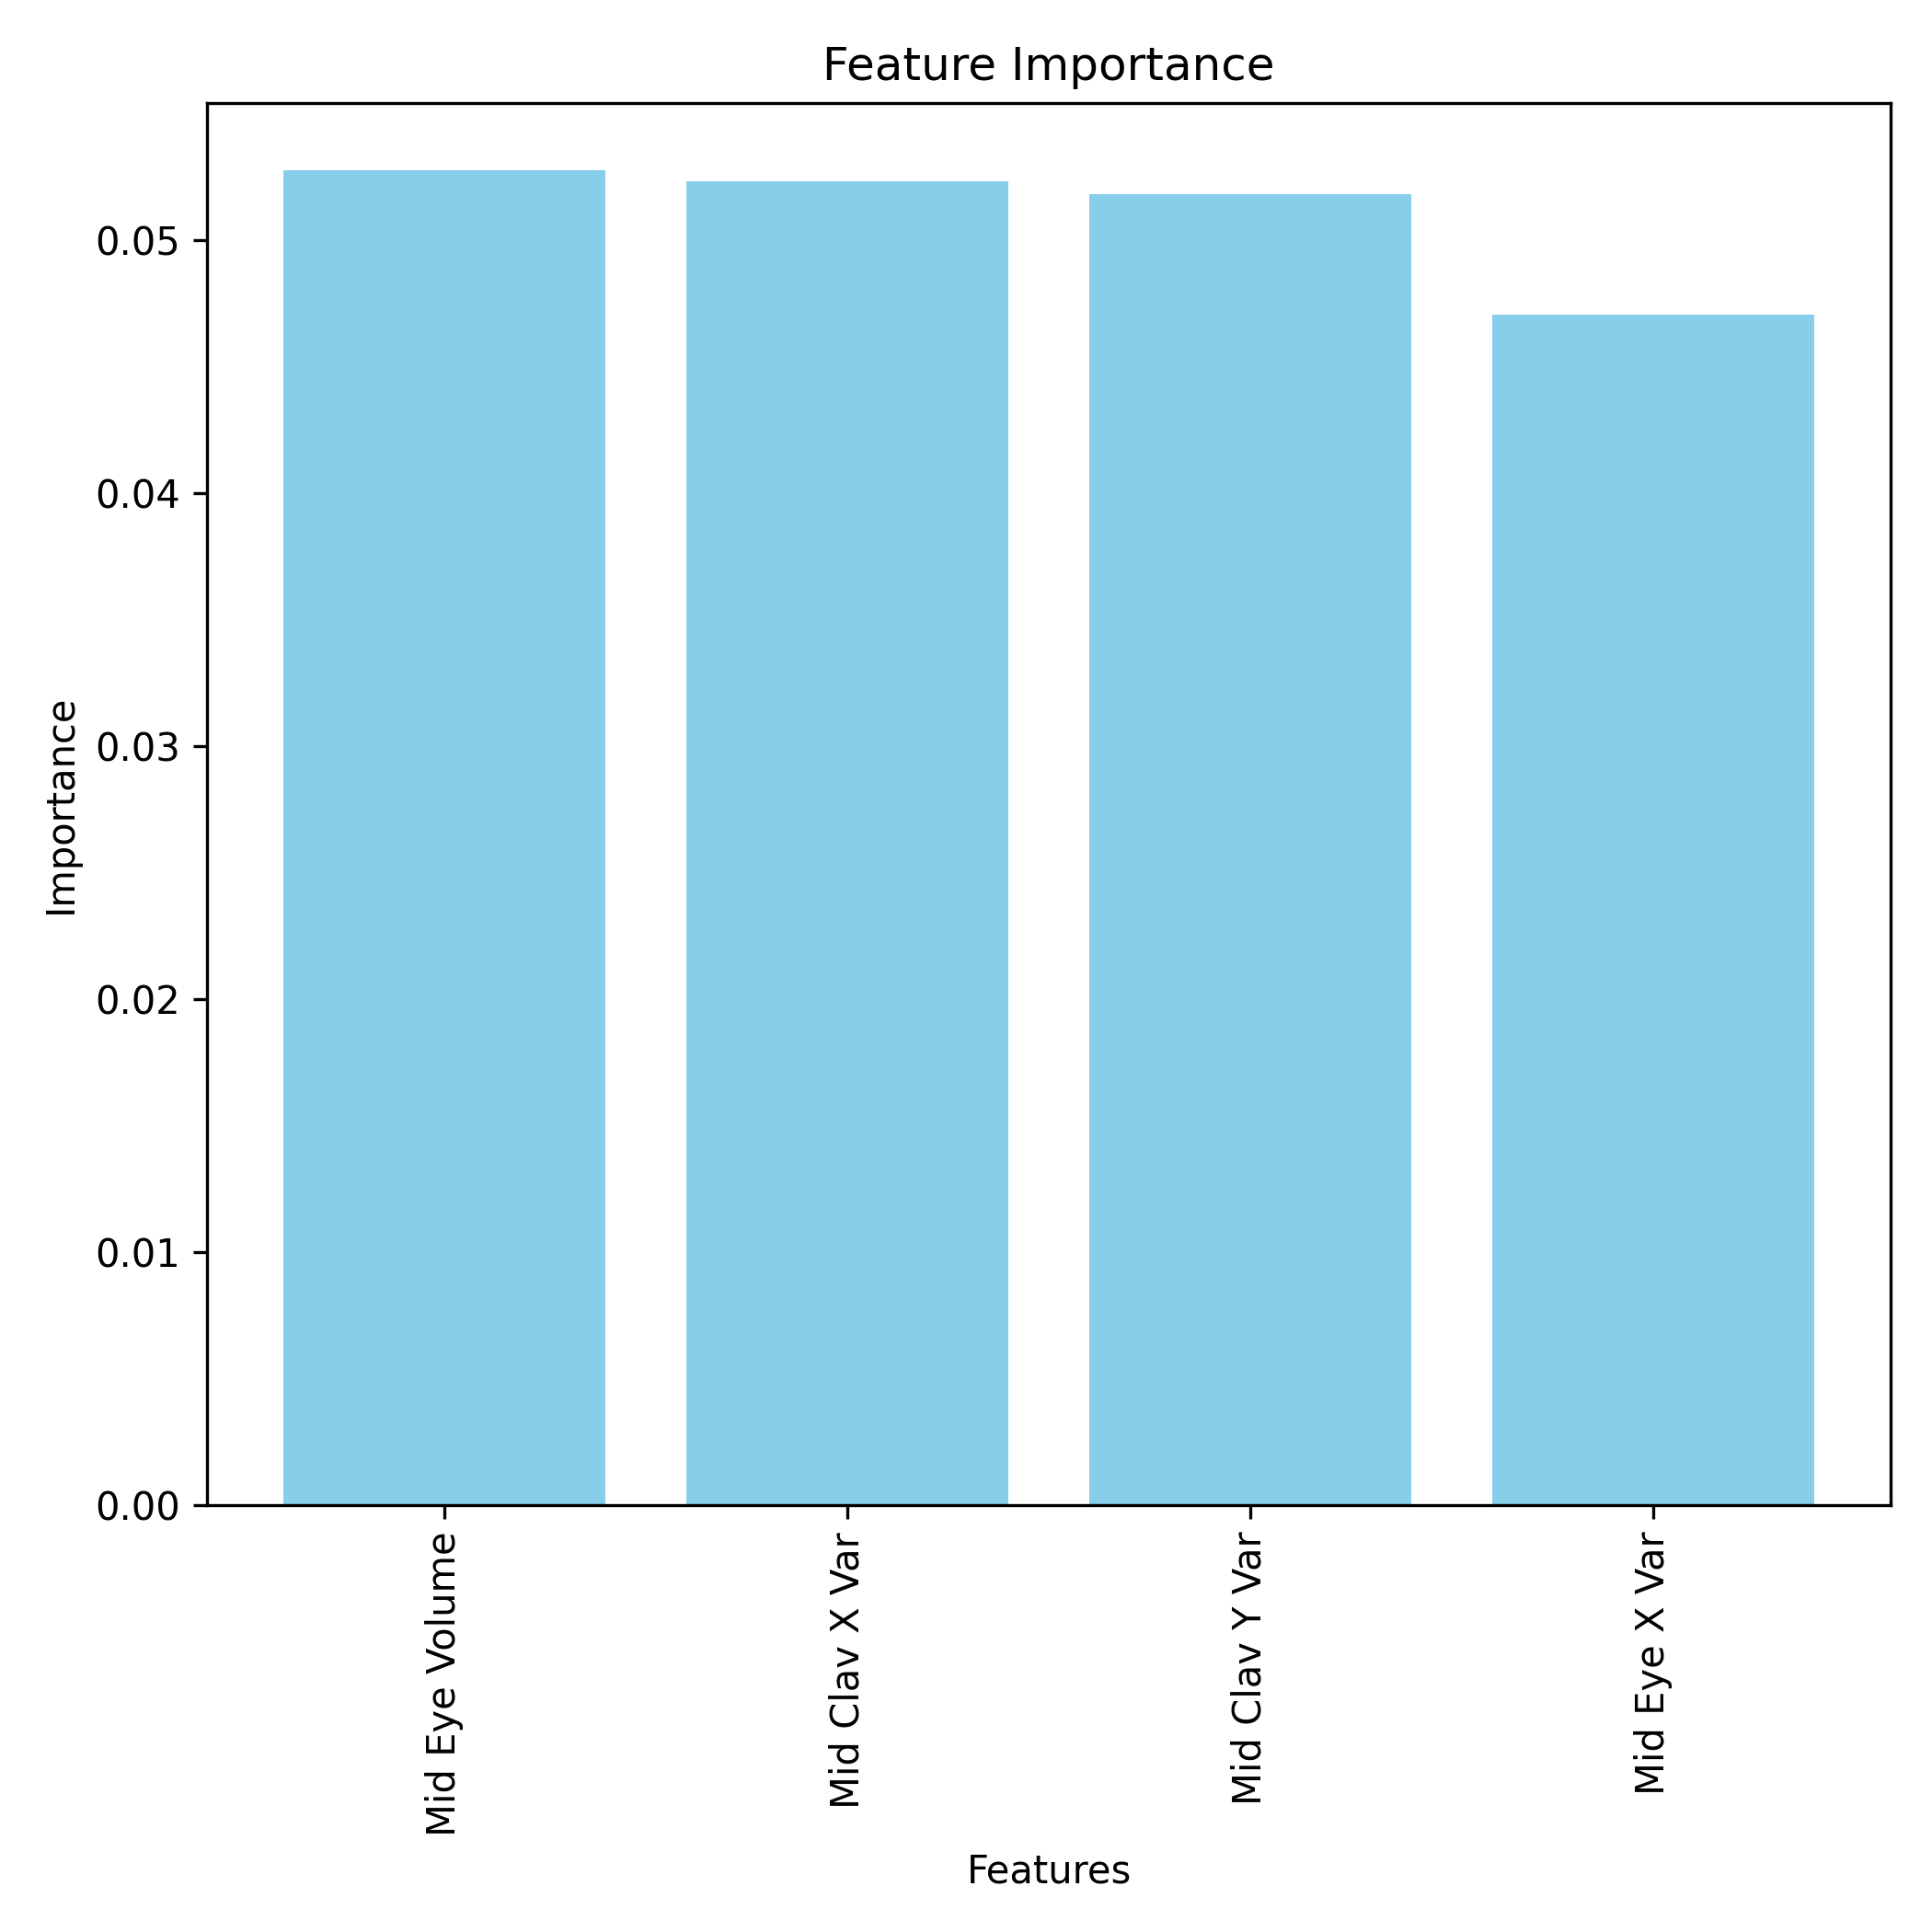 Feature Importance
Importance
0.05
0.04
0.03
0.02
0.01
0.00
Mid Eye Volume
Mid Clav X Var
Mid Clav Y Var
Mid Eye X Var
Features